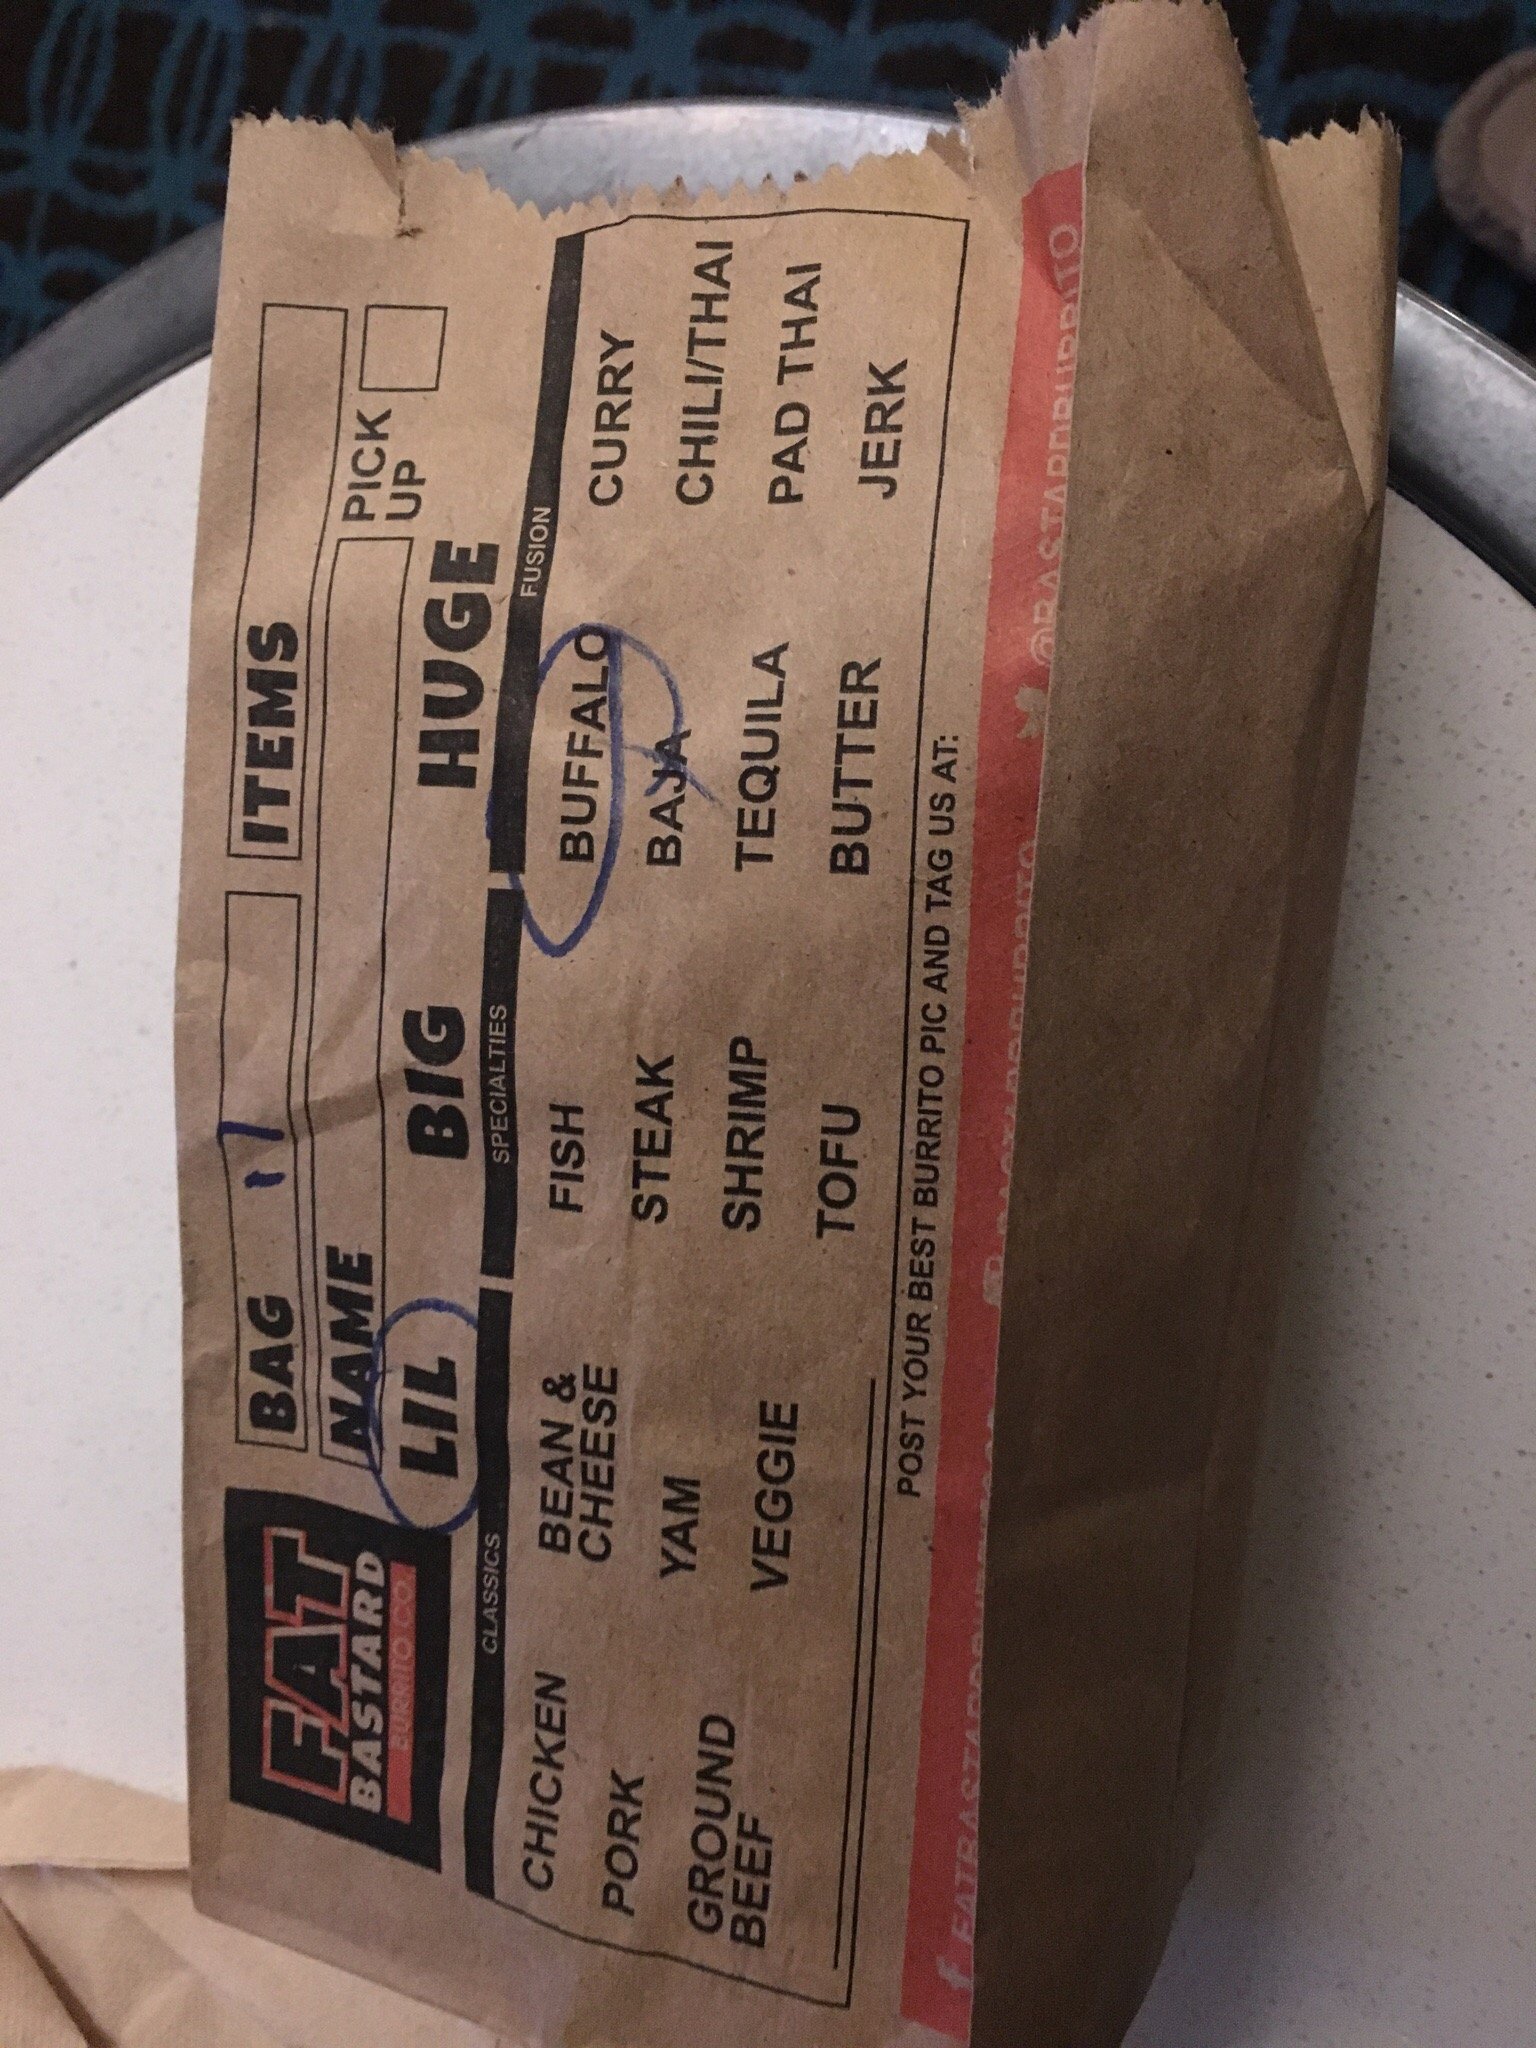 FAT
BASTARD
BURRITO CO.
BAG 17 ITEMS
NAME PICK UP
LIL BIG HUGE
CLASSICS SPECIALTIES FUSION
CHICKEN BEAN & CHEESE FISH BUFFALO CURRY
PORK YAM STEAK BAJA CHILI/THAI
GROUND BEEF VEGGIE SHRIMP TEQUILA PAD THAI
TOFU BUTTER JERK
POST YOUR BEST BURRITO PIC AND TAG US AT:
@BASTARDBURRITO